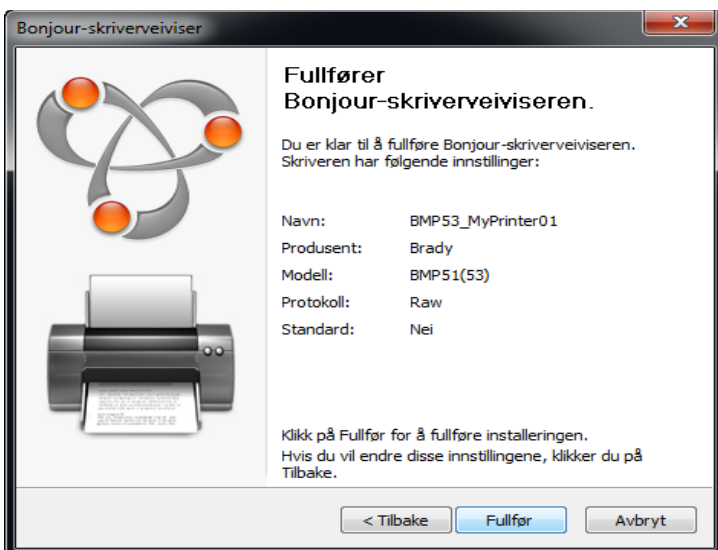 Bonjour-skriverveiviser
Fullfører
Bonjour-skriverveiviseren.
Du er klar til å fullføre Bonjour-skriverveiviseren.
Skriveren har følgende innstillinger:
Navn: BMP53_MyPrinter01
Produsent: Brady
Modell: BMP51(53)
Protokoll: Raw
Standard: Nei
Klikk på Fullfør for å fullføre installeringen.
Hvis du vil endre disse innstillingene, klikker du på
Tilbake.
< Tilbake Fullfør Avbryt